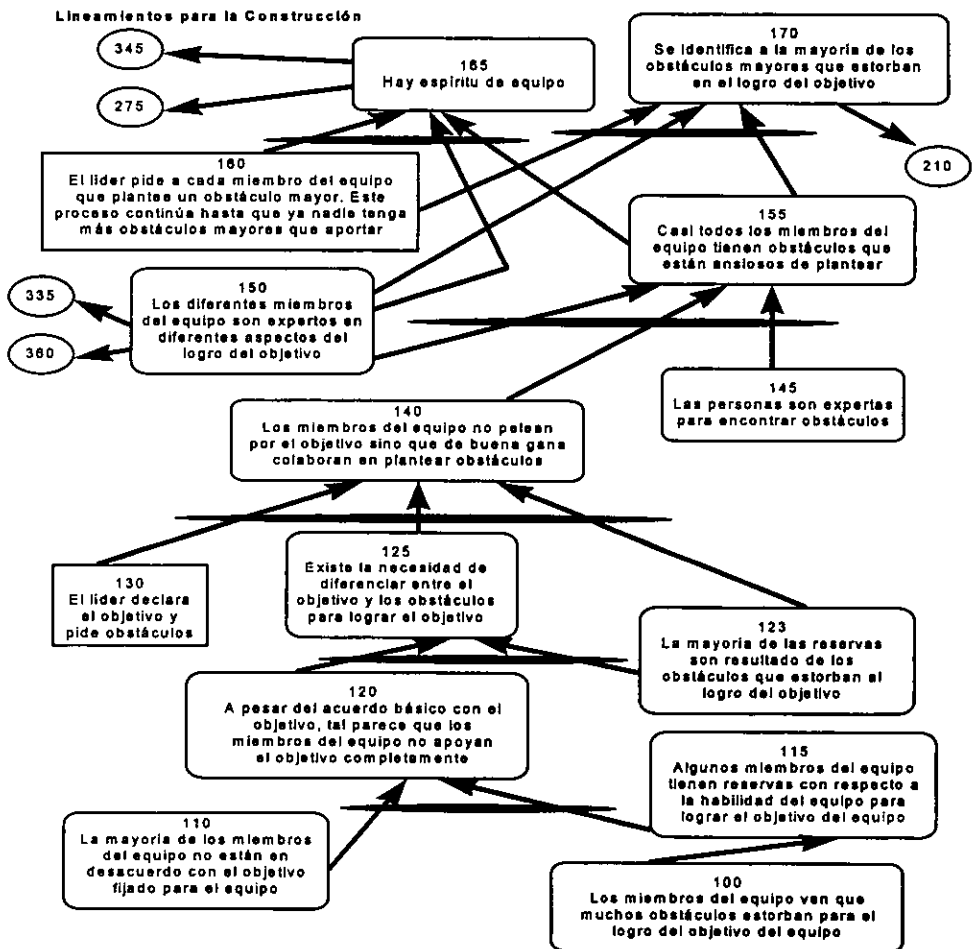 Lineamientos para la Construcción
345
275
165
Hay espíritu de equipo
170
Se identifica a la mayoría de los
obstáculos mayores que estorban
en el logro del objetivo
210
160
El líder pide a cada miembro del equipo
que plantee un obstáculo mayor. Este
proceso continúa hasta que ya nadie tenga
más obstáculos mayores que aportar
155
Casi todos los miembros del
equipo tienen obstáculos que
están ansiosos de plantear
335
360
150
Los diferentes miembros
del equipo son expertos en
diferentes aspectos del
logro del objetivo
145
Las personas son expertas
para encontrar obstáculos
140
Los miembros del equipo no pelean
por el objetivo sino que de buena gana
colaboran en plantear obstáculos
130
El líder declara
el objetivo y
pide obstáculos
125
Existe la necesidad de
diferenciar entre el
objetivo y los obstáculos
para lograr el objetivo
123
La mayoría de las reservas
son resultado de los
obstáculos que estorban el
logro del objetivo
120
A pesar del acuerdo básico con el
objetivo, tal parece que los
miembros del equipo no apoyan
el objetivo completamente
115
Algunos miembros del equipo
tienen reservas con respecto a
la habilidad del equipo para
lograr el objetivo del equipo
110
La mayoría de los miembros
del equipo no están en
desacuerdo con el objetivo
fijado para el equipo
100
Los miembros del equipo ven que
muchos obstáculos estorban para el
logro del objetivo del equipo